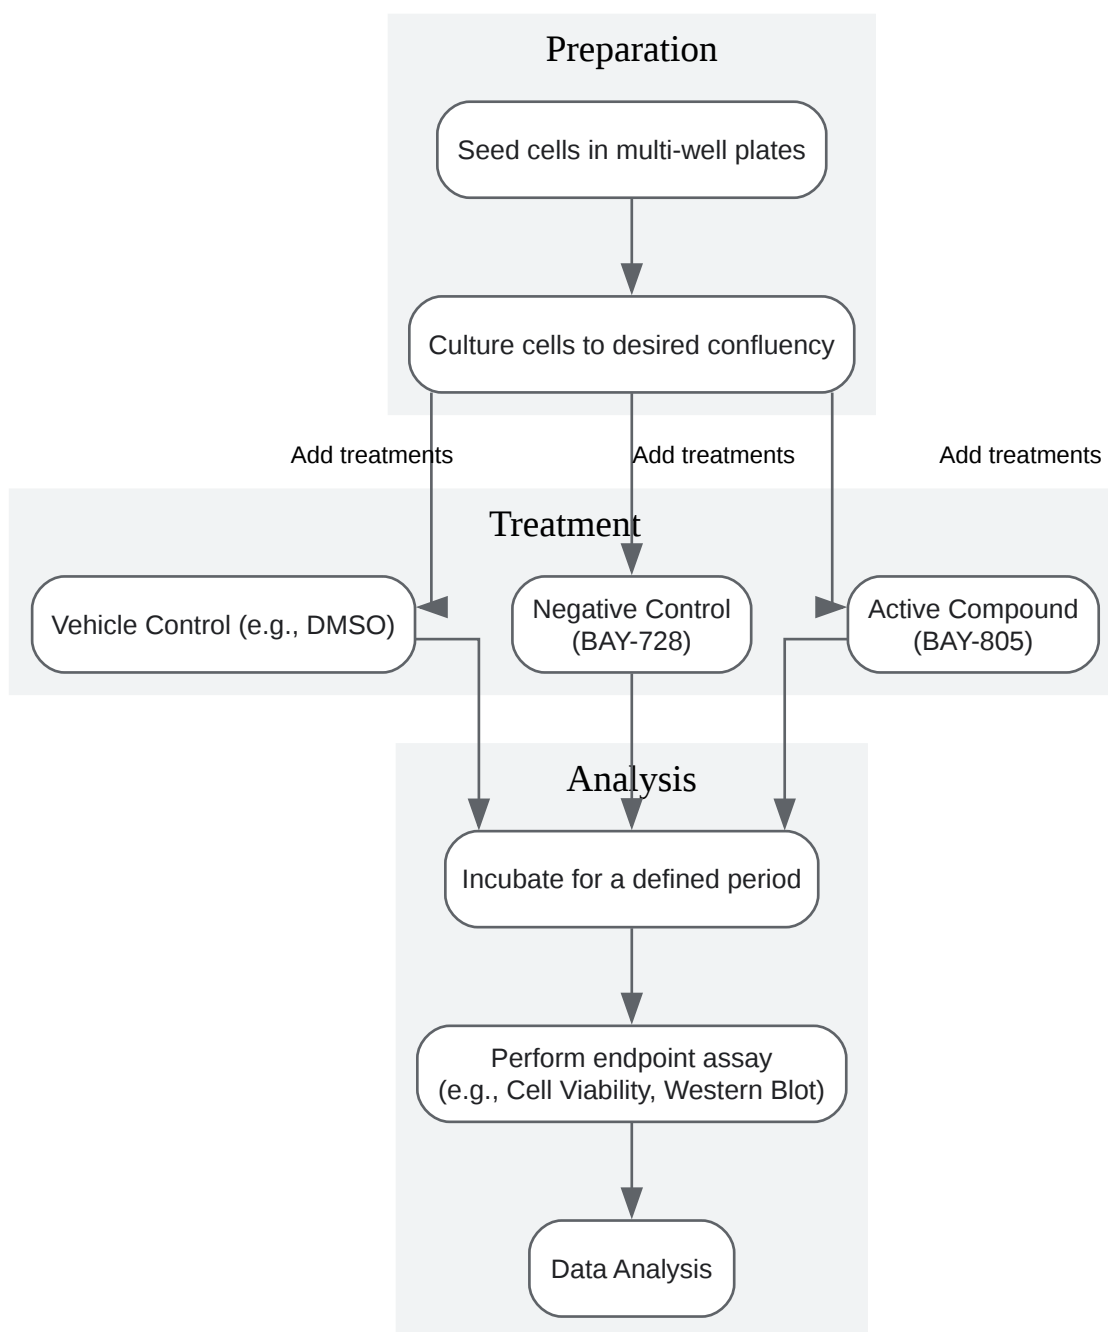 Preparation
Seed cells in multi-well plates
Culture cells to desired confluency
Add treatments
Add treatments
Add treatments
Treatment
Vehicle Control (e.g., DMSO)
Negative Control
(BAY-728)
Active Compound
(BAY-805)
Analysis
Incubate for a defined period
Perform endpoint assay
(e.g., Cell Viability, Western Blot)
Data Analysis